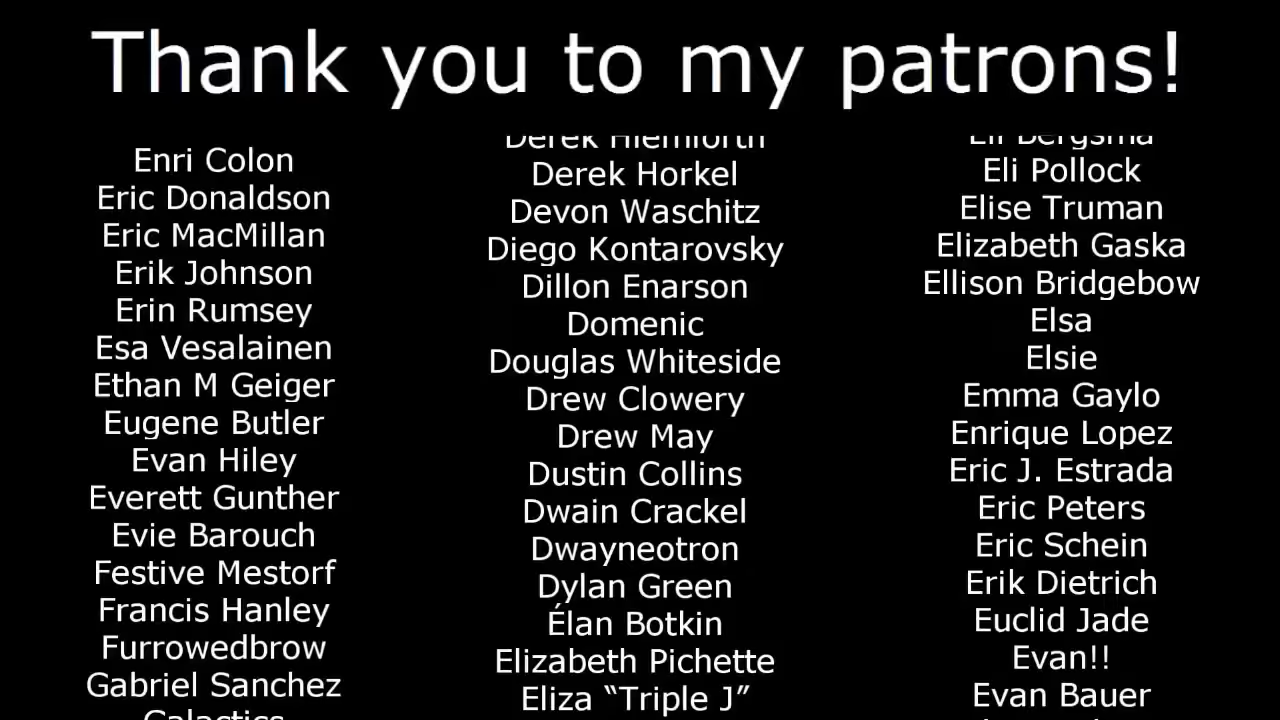 Thank you to my patrons!
Enri Colon
Eric Donaldson
Eric MacMillan
Erik Johnson
Erin Rumsey
Esa Vesalainen
Ethan M Geiger
Eugene Butler
Evan Hiley
Everett Gunther
Evie Barouch
Festive Mestorf
Francis Hanley
Furrowedbrow
Gabriel Sanchez
Derek
Derek Horkel
Devon Waschitz
Diego Kontarovsky
Dillon Enarson
Domenic
Douglas Whiteside
Drew Clowery
Drew May
Dustin Collins
Dwain Crackel
Dwayneotron
Dylan Green
Élan Botkin
Elizabeth Pichette
Eliza “Triple J”
Eli Bergsma
Eli Pollock
Elise Truman
Elizabeth Gaska
Ellison Bridgebow
Elsa
Elsie
Emma Gaylo
Enrique Lopez
Eric J. Estrada
Eric Peters
Eric Schein
Erik Dietrich
Euclid Jade
Evan!!
Evan Bauer